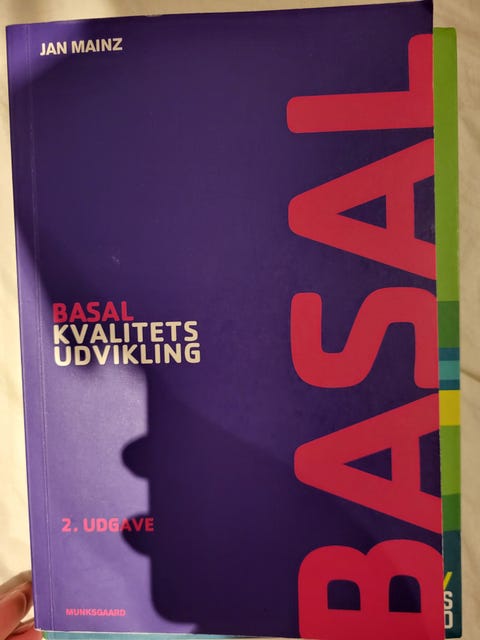 JAN MAINZ
BASAL
KVALITETS
UDVIKLING
2. UDGAVE
MUNKSGAARD
BASAL